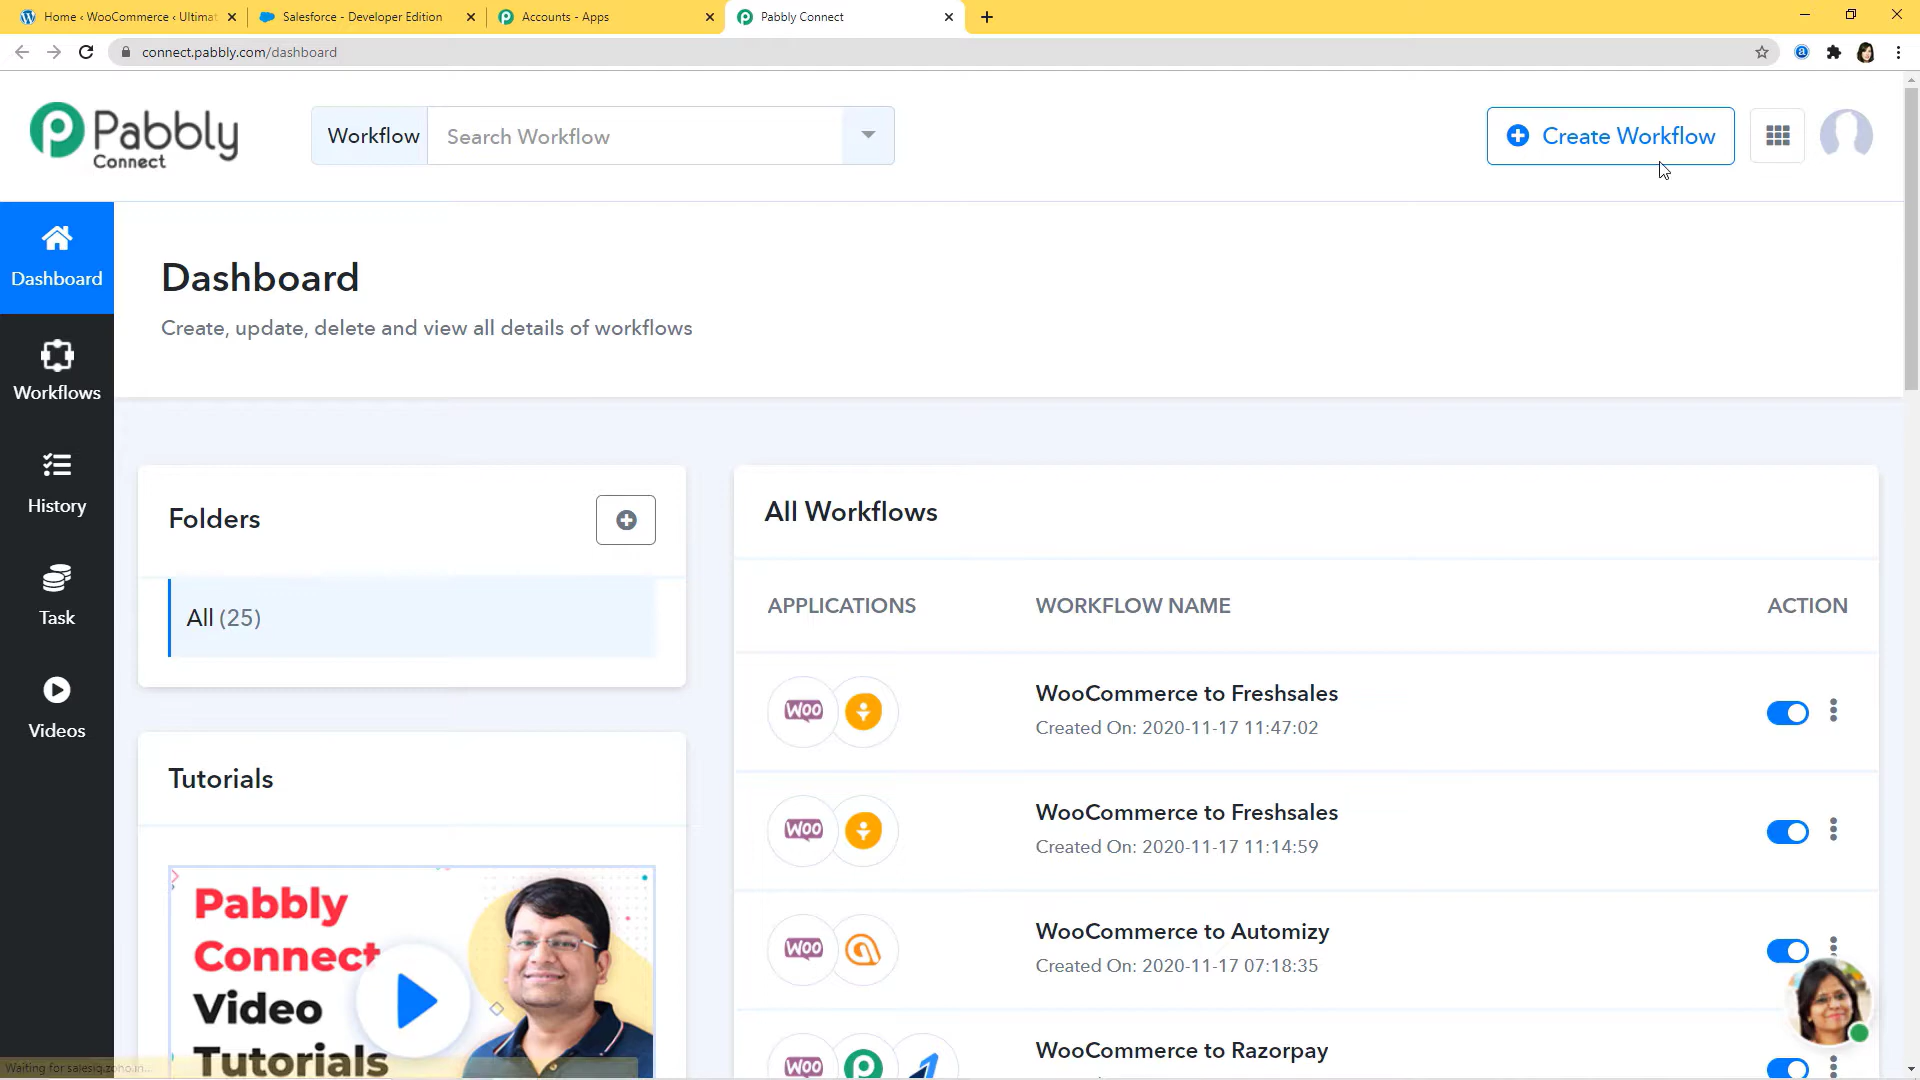 Home ‹ WooCommerce ‹ Ultimat
Salesforce - Developer Edition
Accounts - Apps
Pabbly Connect
connect.pabbly.com/dashboard
Pabbly
Connect
Workflow
Search Workflow
Create Workflow
Dashboard
Workflows
History
Task
Videos
Dashboard
Create, update, delete and view all details of workflows
Folders
All (25)
Tutorials
Pabbly
Connect
Video
Tutorials
All Workflows
APPLICATIONS WORKFLOW NAME ACTION
WOO WooCommerce to Freshsales
Created On: 2020-11-17 11:47:02
WOO WooCommerce to Freshsales
Created On: 2020-11-17 11:14:59
WOO WooCommerce to Automizy
Created On: 2020-11-17 07:18:35
WOO WooCommerce to Razorpay
Waiting for salesiq.zoho.in...